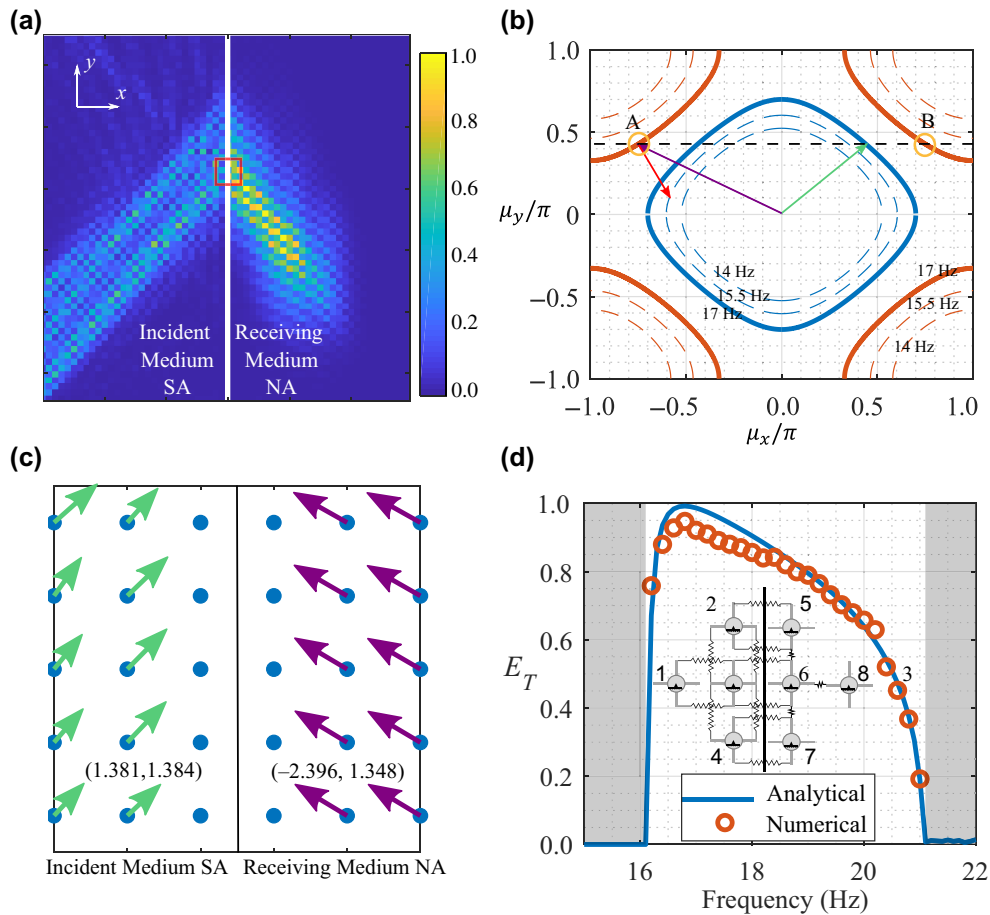 (a)
y
x
Incident
Medium
SA
Receiving
Medium
NA
1.0
0.8
0.6
0.4
0.2
0.0
(b)
1.0
0.5
0
−0.5
−1.0
μy/π
A
B
14 Hz
15.5 Hz
17 Hz
17 Hz
15.5 Hz
14 Hz
−1.0
−0.5
0.0
0.5
1.0
μx/π
(c)
(1.381,1.384)
(−2.396, 1.348)
Incident Medium SA
Receiving Medium NA
(d)
1.0
0.8
0.6
0.4
0.2
0.0
ET
2
5
1
6
8
3
4
7
Analytical
Numerical
16
18
20
22
Frequency (Hz)